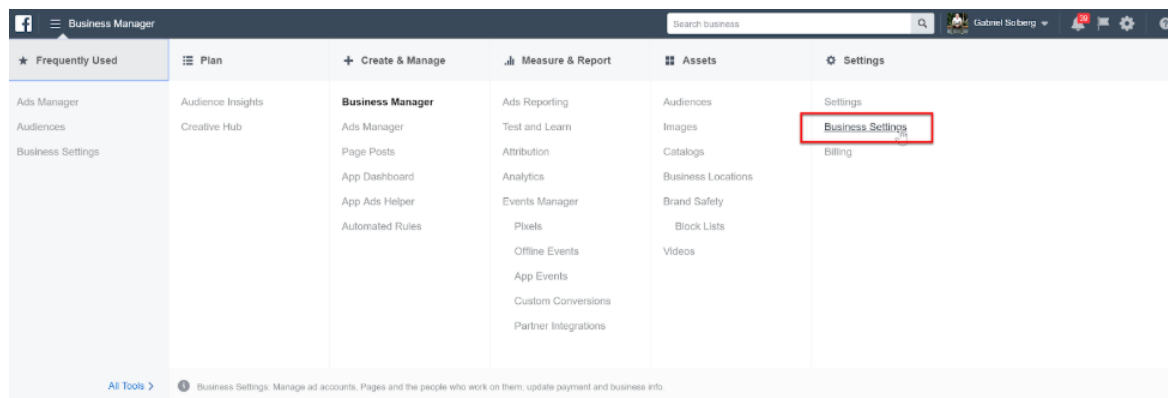 Business Manager
Search business
Gabriel Solberg
39
Frequently Used
Plan
Create & Manage
Measure & Report
Assets
Settings
Ads Manager
Audiences
Business Settings
Audience Insights
Creative Hub
Business Manager
Ads Manager
Page Posts
App Dashboard
App Ads Helper
Automated Rules
Ads Reporting
Test and Learn
Attribution
Analytics
Events Manager
Pixels
Offline Events
App Events
Custom Conversions
Partner Integrations
Audiences
Images
Catalogs
Business Locations
Brand Safety
Block Lists
Videos
Settings
Business Settings
Billing
All Tools
Business Settings: Manage ad accounts, Pages and the people who work on them, update payment and business info.